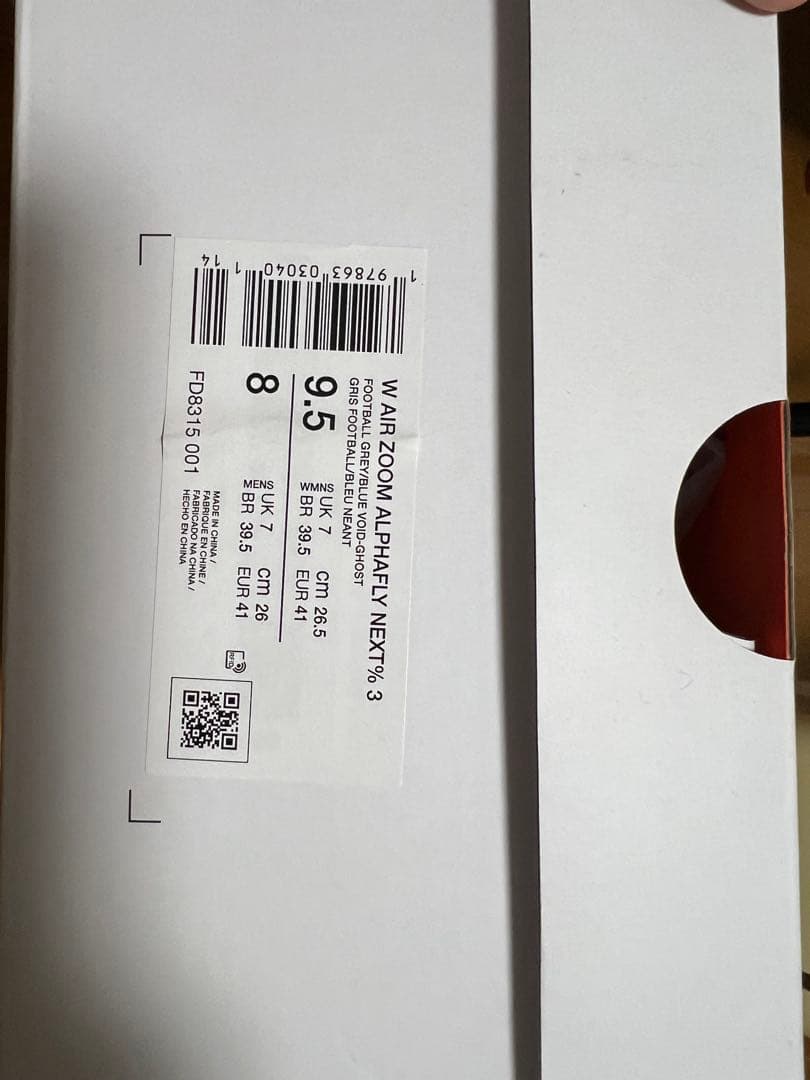 W AIR ZOOM ALPHAFLY NEXT% 3
FOOTBALL GREY/BLUE VOID-GHOST
GRIS FOOTBALL/BLEU NEANT
9.5 WMNS UK 7 cm 26.5
BR 39.5 EUR 41
8 MENS UK 7 cm 26
BR 39.5 EUR 41
FD8315 001
MADE IN CHINA /
FABRIQUE EN CHINE /
FABRICADO NA CHINA /
HECHO EN CHINA
RFID
1 97863 03040 1 14